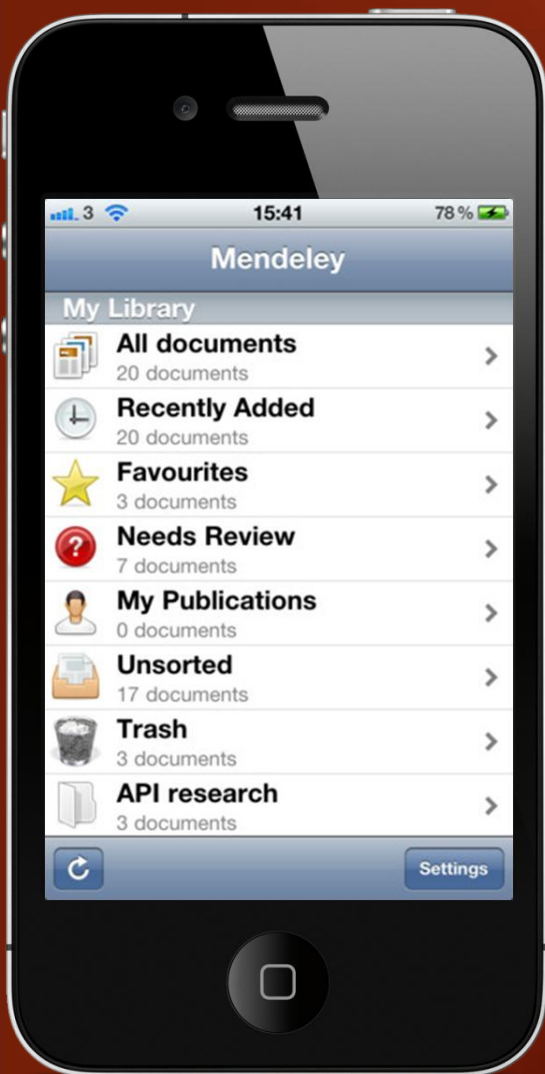 3 15:41 78%
Mendeley
My Library
All documents
20 documents
Recently Added
20 documents
Favourites
3 documents
?
Needs Review
7 documents
My Publications
0 documents
Unsorted
17 documents
Trash
3 documents
API research
3 documents
Settings